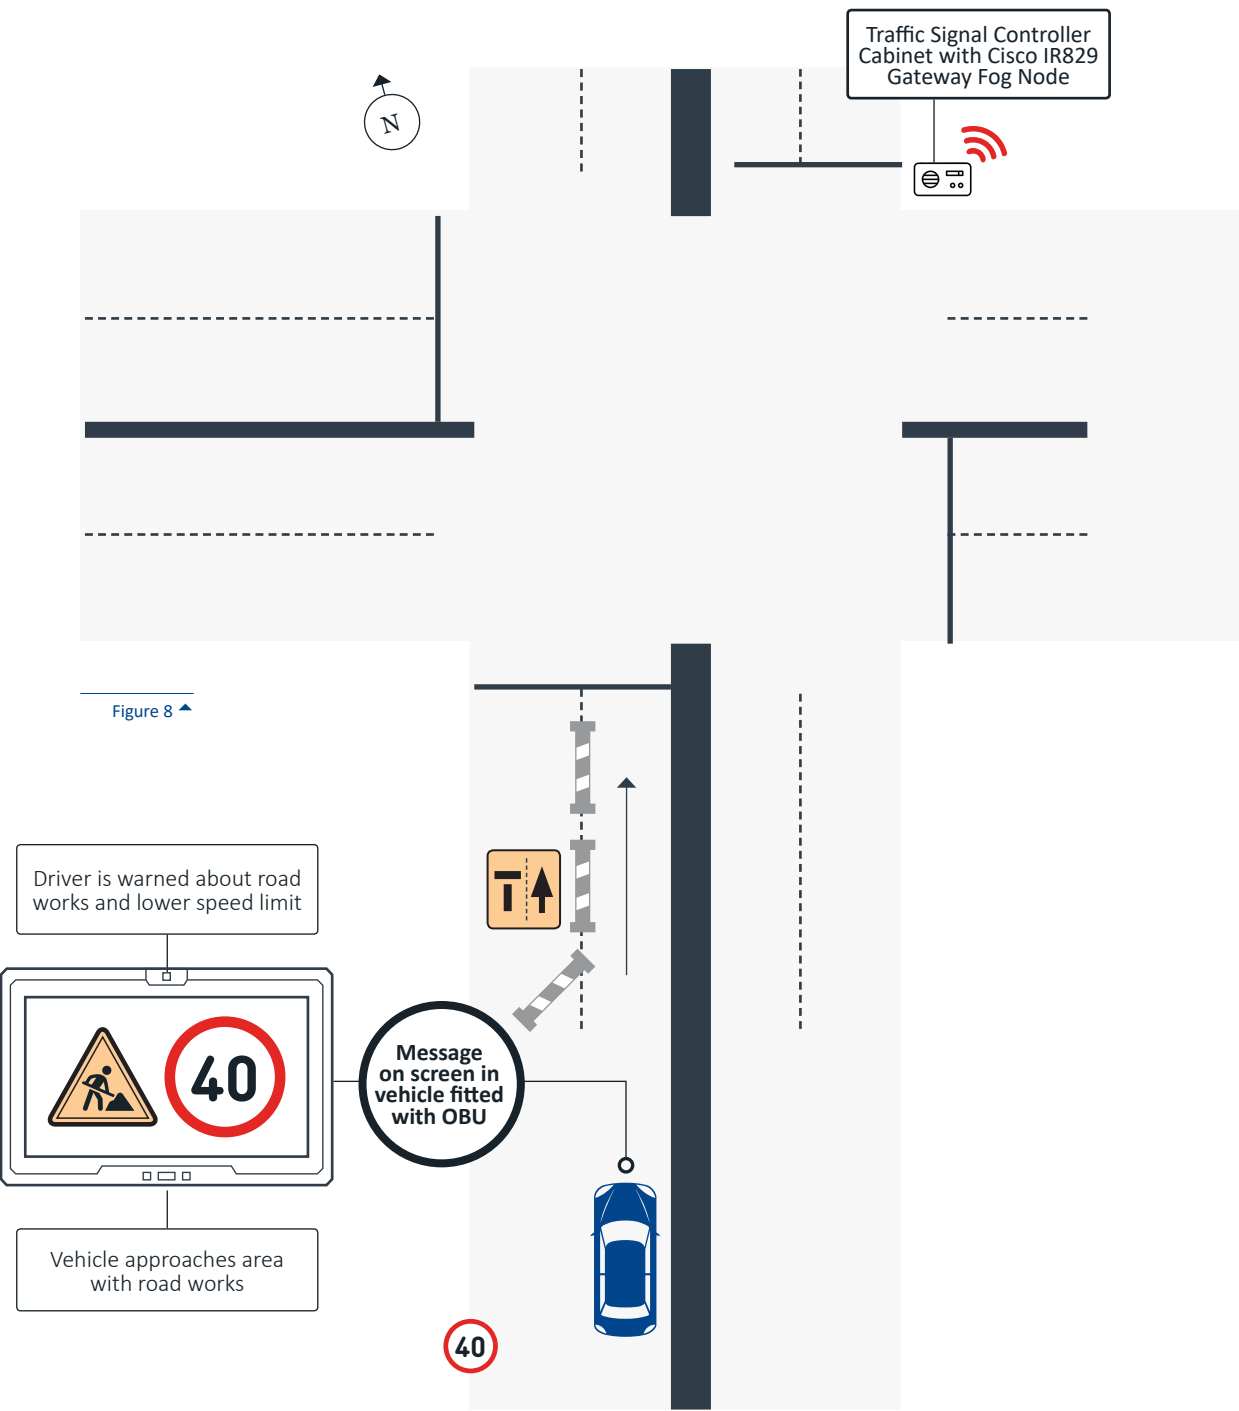 Traffic Signal Controller
Cabinet with Cisco IR829
Gateway Fog Node
N
Figure 8
Driver is warned about road
works and lower speed limit
40
Message
on screen in
vehicle fitted
with OBU
Vehicle approaches area
with road works
40